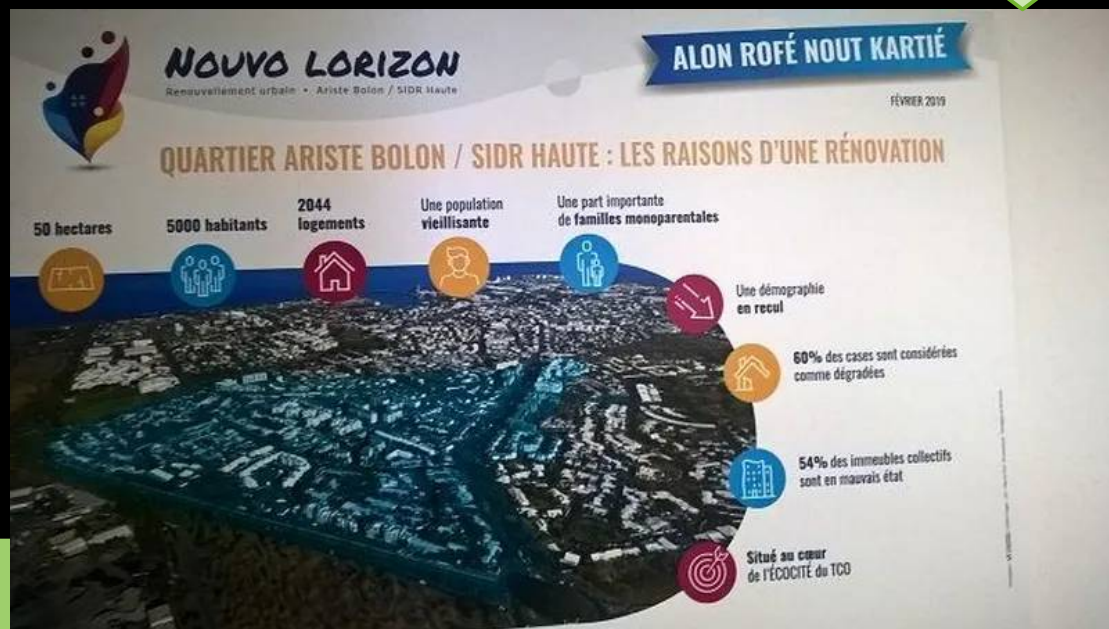 NOUVO LORIZON
Renouvellement urbain • Ariste Bolon / SIDR Haute
ALON ROFÉ NOUT KARTIÉ
FÉVRIER 2019
QUARTIER ARISTE BOLON / SIDR HAUTE : LES RAISONS D'UNE RÉNOVATION
50 hectares
5000 habitants
2044
logements
Une population
vieillisante
Une part importante
de familles monoparentales
Une démographie
en recul
60% des cases sont considérées
comme dégradées
54% des immeubles collectifs
sont en mauvais état
Situé au cœur
de l'ÉCOCITÉ du TCO